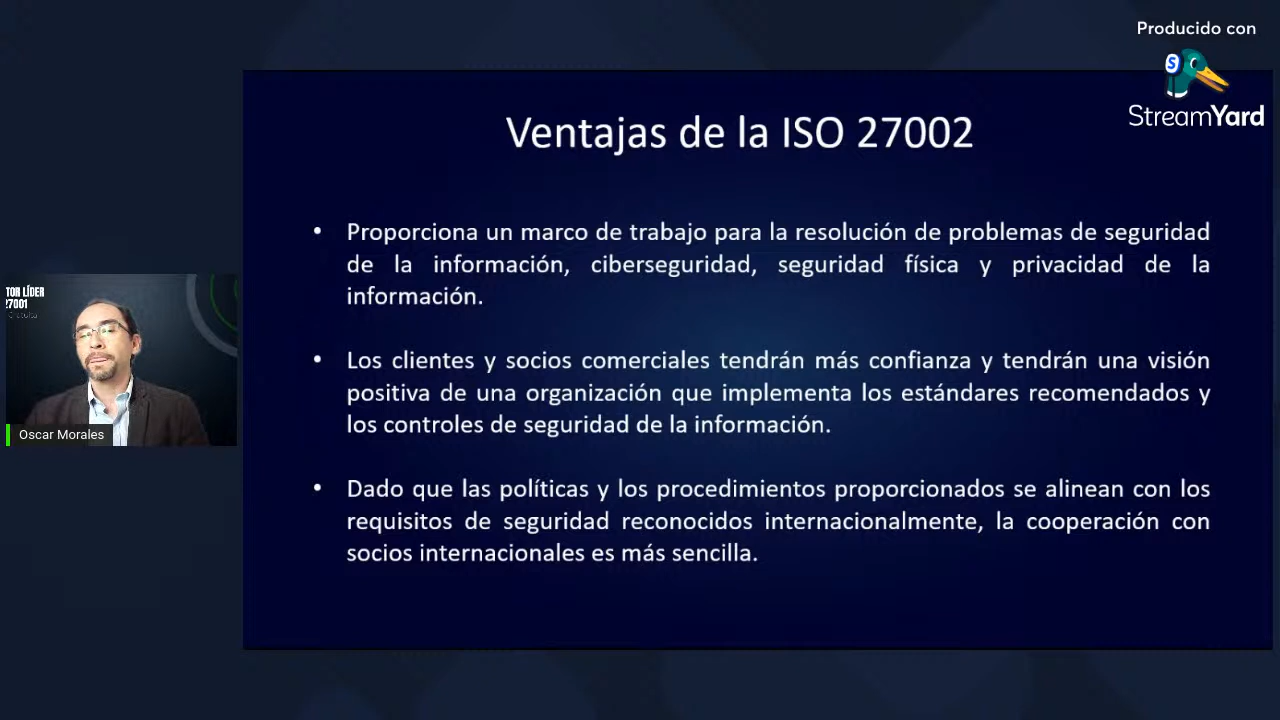 Producido con
StreamYard
Ventajas de la ISO 27002
• Proporciona un marco de trabajo para la resolución de problemas de seguridad
de la información, ciberseguridad, seguridad física y privacidad de la
información.
• Los clientes y socios comerciales tendrán más confianza y tendrán una visión
positiva de una organización que implementa los estándares recomendados y
los controles de seguridad de la información.
• Dado que las políticas y los procedimientos proporcionados se alinean con los
requisitos de seguridad reconocidos internacionalmente, la cooperación con
socios internacionales es más sencilla.
TOR LÍDER
27001
Oscar Morales